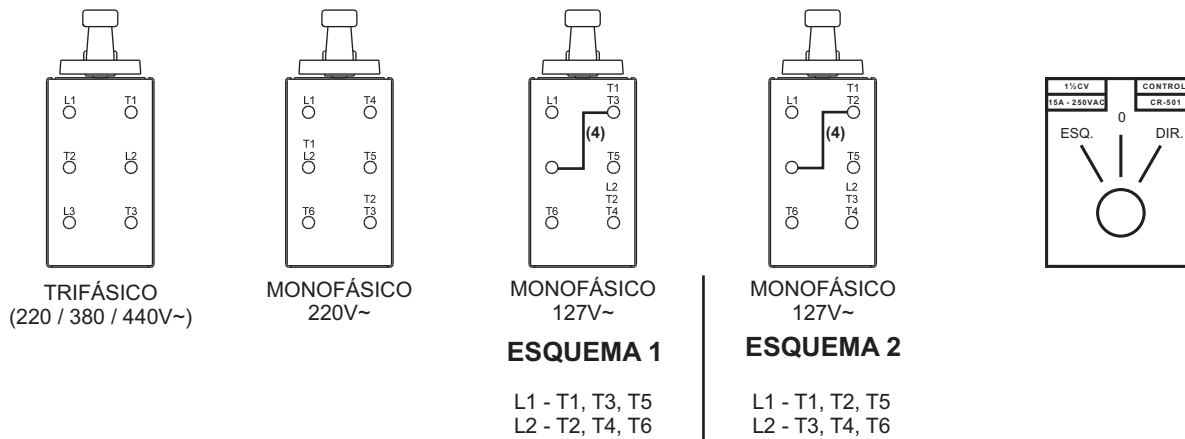 L1 T1
T2 L2
L3 T3
TRIFÁSICO
(220 / 380 / 440V~)
L1 T4
T1
L2 T5
T6 T2
T3
MONOFÁSICO
220V~
T1
L1 T3
(4)
T5
L2
T2
T6 T4
MONOFÁSICO
127V~
ESQUEMA 1
L1 - T1, T3, T5
L2 - T2, T4, T6
T1
L1 T2
(4)
T5
L2
T3
T6 T4
MONOFÁSICO
127V~
ESQUEMA 2
L1 - T1, T2, T5
L2 - T3, T4, T6
1½CV CONTROL
15A - 250VAC CR-501
0
ESQ. DIR.